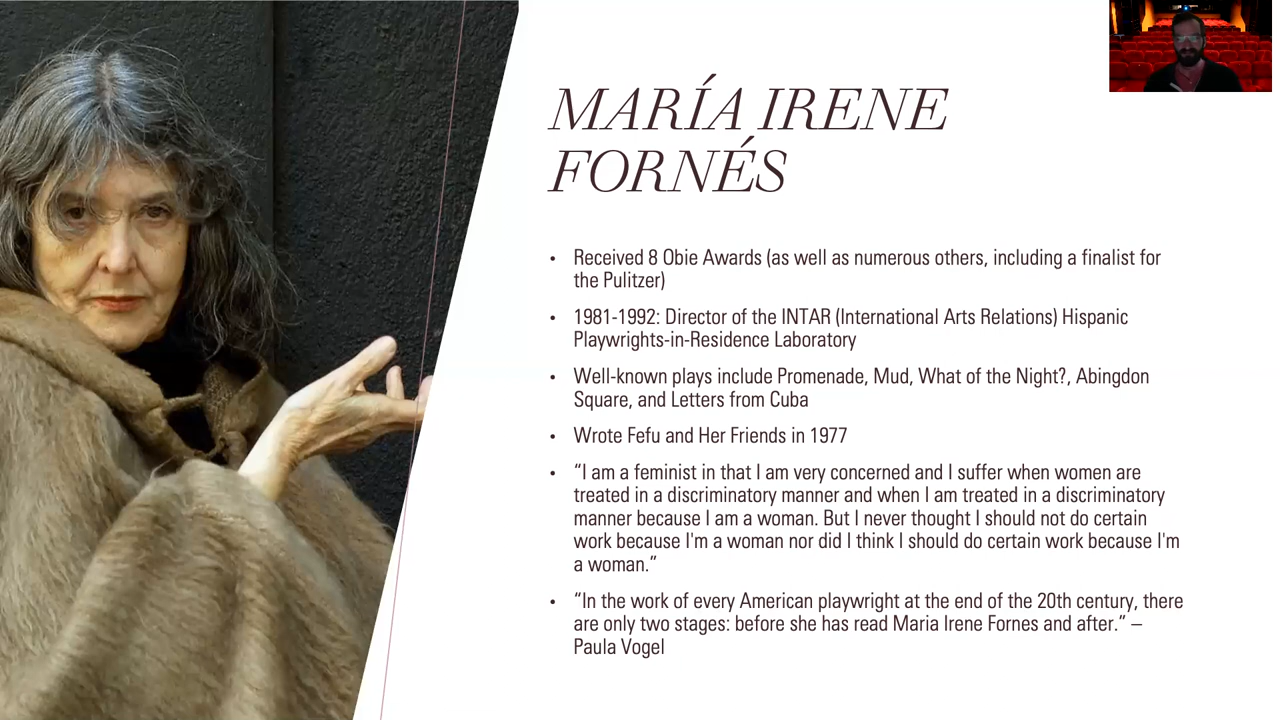 MARÍA IRENE
FORNÉS
• Received 8 Obie Awards (as well as numerous others, including a finalist for
the Pulitzer)
• 1981-1992: Director of the INTAR (International Arts Relations) Hispanic
Playwrights-in-Residence Laboratory
• Well-known plays include Promenade, Mud, What of the Night?, Abingdon
Square, and Letters from Cuba
• Wrote Fefu and Her Friends in 1977
• “I am a feminist in that I am very concerned and I suffer when women are
treated in a discriminatory manner and when I am treated in a discriminatory
manner because I am a woman. But I never thought I should not do certain
work because I'm a woman nor did I think I should do certain work because I'm
a woman.”
• “In the work of every American playwright at the end of the 20th century, there
are only two stages: before she has read Maria Irene Fornes and after.” –
Paula Vogel